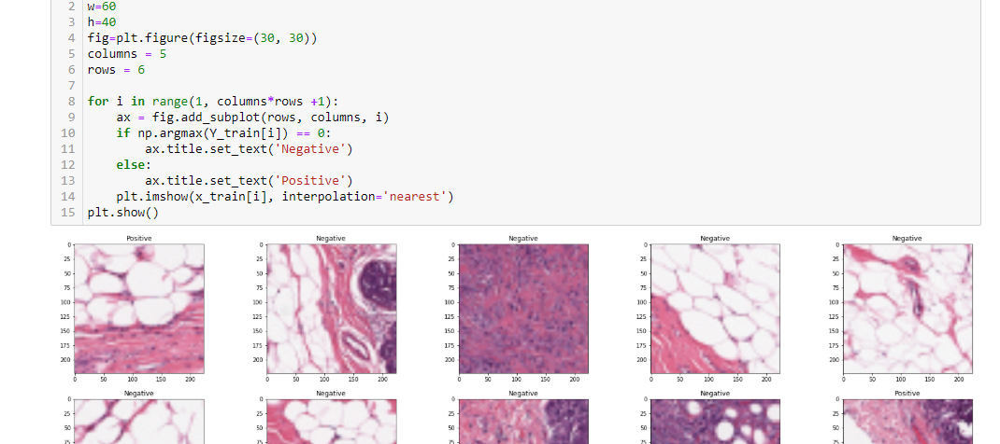 2 w=60
3 h=40
4 fig=plt.figure(figsize=(30, 30))
5 columns = 5
6 rows = 6
7
8 for i in range(1, columns*rows +1):
9     ax = fig.add_subplot(rows, columns, i)
10     if np.argmax(Y_train[i]) == 0:
11         ax.title.set_text('Negative')
12     else:
13         ax.title.set_text('Positive')
14     plt.imshow(x_train[i], interpolation='nearest')
15 plt.show()
Positive Negative Negative Negative Negative
0 0 0 0 0
25 25 25 25 25
50 50 50 50 50
75 75 75 75 75
100 100 100 100 100
125 125 125 125 125
150 150 150 150 150
175 175 175 175 175
200 200 200 200 200
0 50 100 150 200 0 50 100 150 200 0 50 100 150 200 0 50 100 150 200 0 50 100 150 200
Negative Negative Negative Negative Positive
0 0 0 0 0
25 25 25 25 25
50 50 50 50 50
75 75 75 75 75